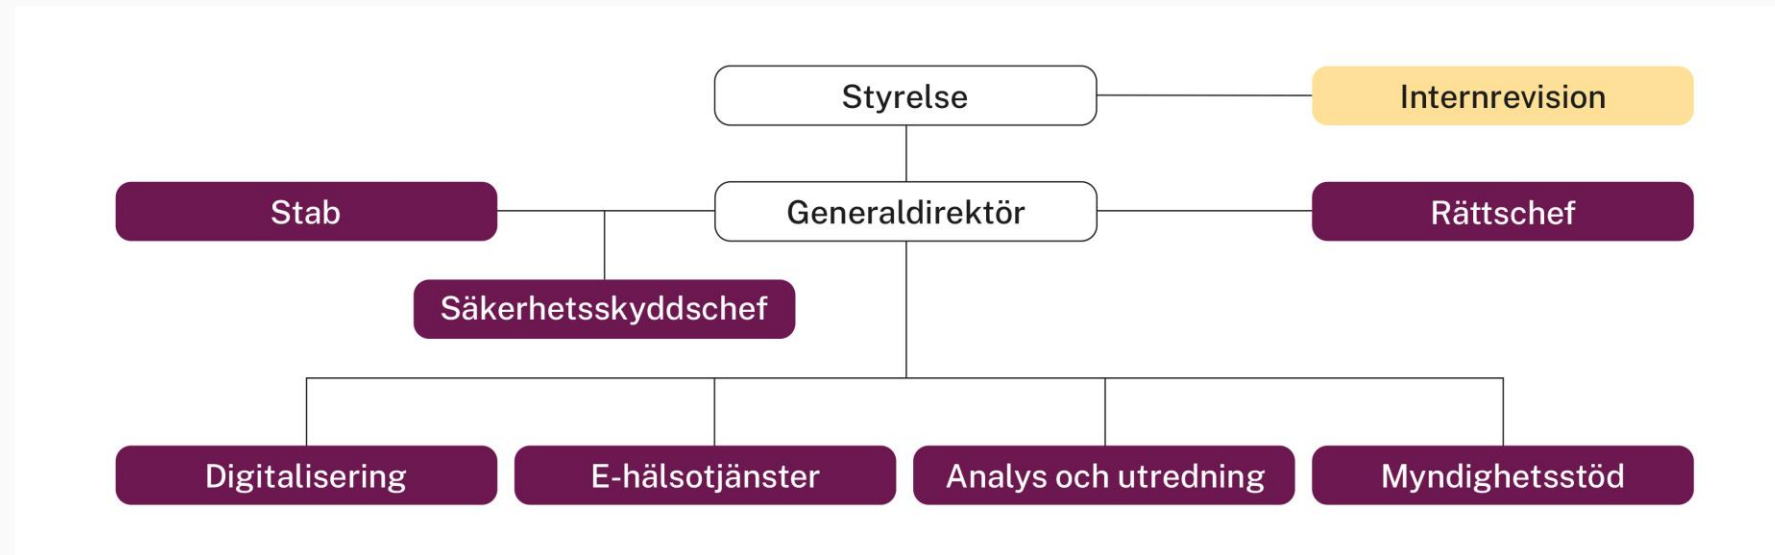 Styrelse
Internrevision
Stab
Generaldirektör
Rättschef
Säkerhetsskyddschef
Digitalisering
E-hälsotjänster
Analys och utredning
Myndighetsstöd